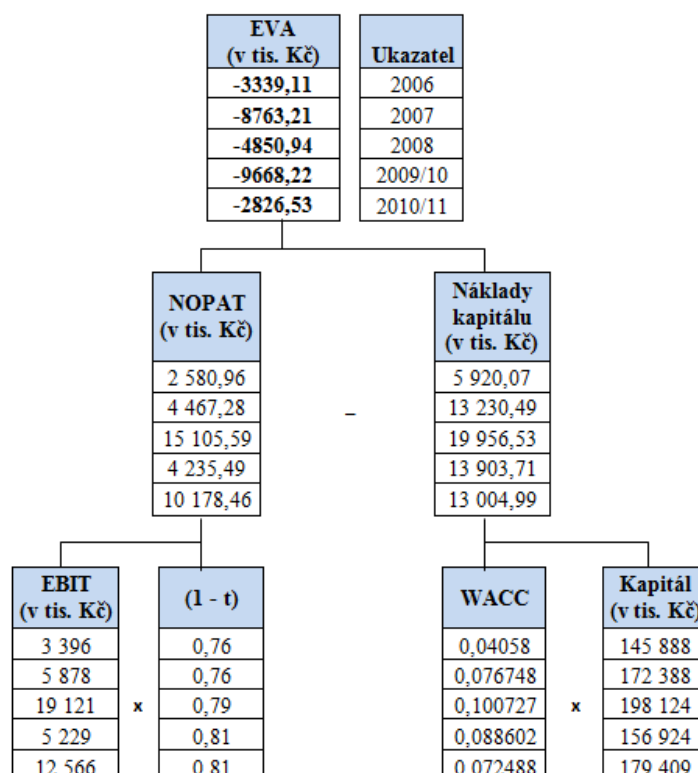 EVA
(v tis. Kč)
Ukazatel
-3339,11 2006
-8763,21 2007
-4850,94 2008
-9668,22 2009/10
-2826,53 2010/11
NOPAT
(v tis. Kč)
Náklady
kapitálu
(v tis. Kč)
2 580,96 5 920,07
4 467,28 13 230,49
15 105,59 – 19 956,53
4 235,49 13 903,71
10 178,46 13 004,99
EBIT
(v tis. Kč)
(1 - t)
WACC
Kapitál
(v tis. Kč)
3 396 0,76 0,04058 145 888
5 878 0,76 0,076748 172 388
19 121 x 0,79 0,100727 x 198 124
5 229 0,81 0,088602 156 924
12 566 0,81 0,072488 179 409